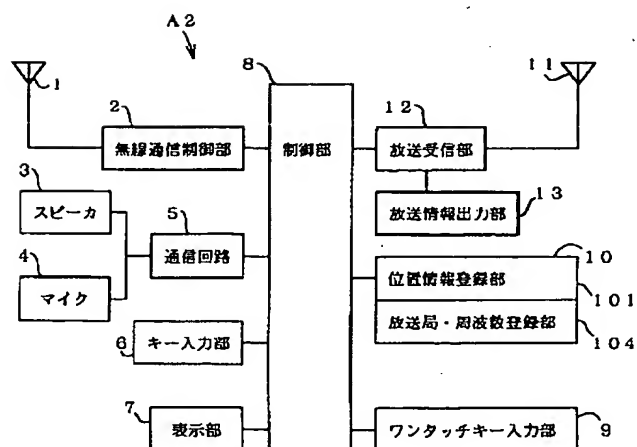 A2
1
2
無線通信制御部
3
スピーカ
4
マイク
5
通信回路
6
キー入力部
7
表示部
8
制御部
11
12
放送受信部
13
放送情報出力部
10
位置情報登録部
101
放送局・周波数登録部
104
ワンタッチキー入力部
9